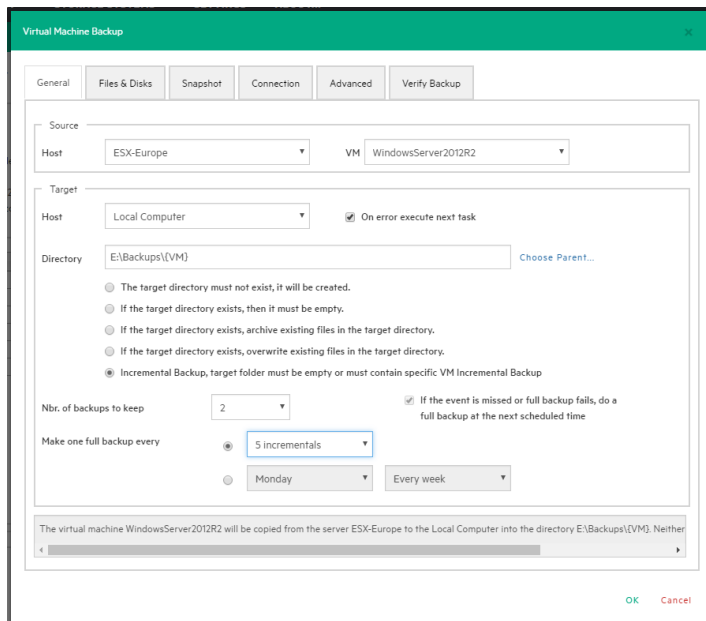 Virtual Machine Backup
General
Files & Disks
Snapshot
Connection
Advanced
Verify Backup
Source
Host
ESX-Europe
VM
WindowsServer2012R2
Target
Host
Local Computer
On error execute next task
Directory
E:\Backups\{VM}
Choose Parent...
The target directory must not exist, it will be created.
If the target directory exists, then it must be empty.
If the target directory exists, archive existing files in the target directory.
If the target directory exists, overwrite existing files in the target directory.
Incremental Backup, target folder must be empty or must contain specific VM Incremental Backup
Nbr. of backups to keep
2
If the event is missed or full backup fails, do a
full backup at the next scheduled time
Make one full backup every
5 incrementals
Monday
Every week
The virtual machine WindowsServer2012R2 will be copied from the server ESX-Europe to the Local Computer into the directory E:\Backups\{VM}. Neither
OK
Cancel